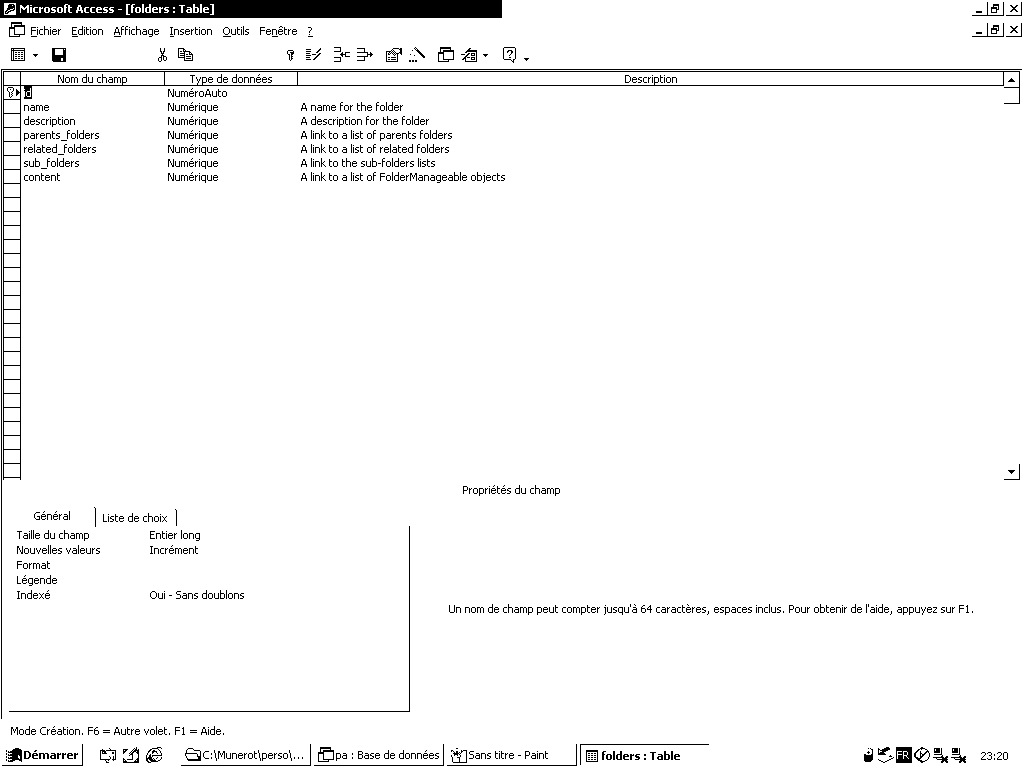 Microsoft Access - [folders : Table]
Fichier Edition Affichage Insertion Outils Fenêtre ?
Nom du champ Type de données Description
id NuméroAuto
name Numérique A name for the folder
description Numérique A description for the folder
parents_folders Numérique A link to a list of parents folders
related_folders Numérique A link to a list of related folders
sub_folders Numérique A link to the sub-folders lists
content Numérique A link to a list of FolderManageable objects
Propriétés du champ
Général Liste de choix
Taille du champ Entier long
Nouvelles valeurs Incrément
Format
Légende
Indexé Oui - Sans doublons
Un nom de champ peut compter jusqu'à 64 caractères, espaces inclus. Pour obtenir de l'aide, appuyez sur F1.
Mode Création. F6 = Autre volet. F1 = Aide.
Démarrer C:\Munerot\perso\... pa : Base de données Sans titre - Paint folders : Table FR 23:20